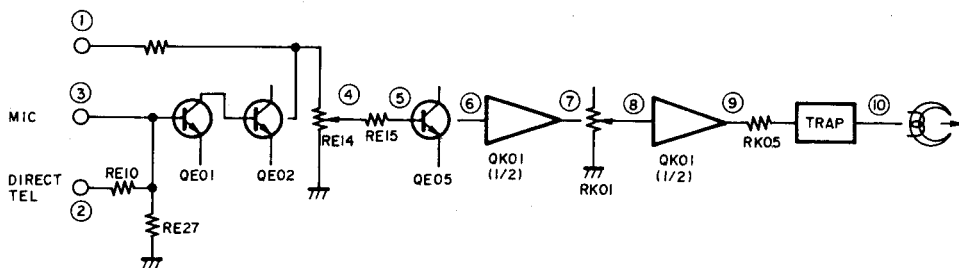 ①
③
MIC
④
⑤
⑥
⑦
⑧
⑨
⑩
RE14
RE15
QE01
QE02
QE05
QK01
(1/2)
RK01
QK01
(1/2)
RK05
TRAP
DIRECT
TEL
RE10
②
RE27